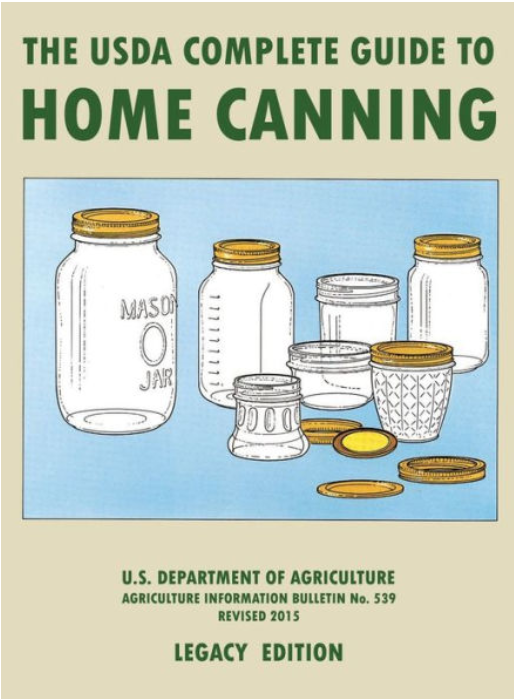 THE USDA COMPLETE GUIDE TO
HOME CANNING
MASON
JAR
U.S. DEPARTMENT OF AGRICULTURE
AGRICULTURE INFORMATION BULLETIN No. 539
REVISED 2015
LEGACY EDITION